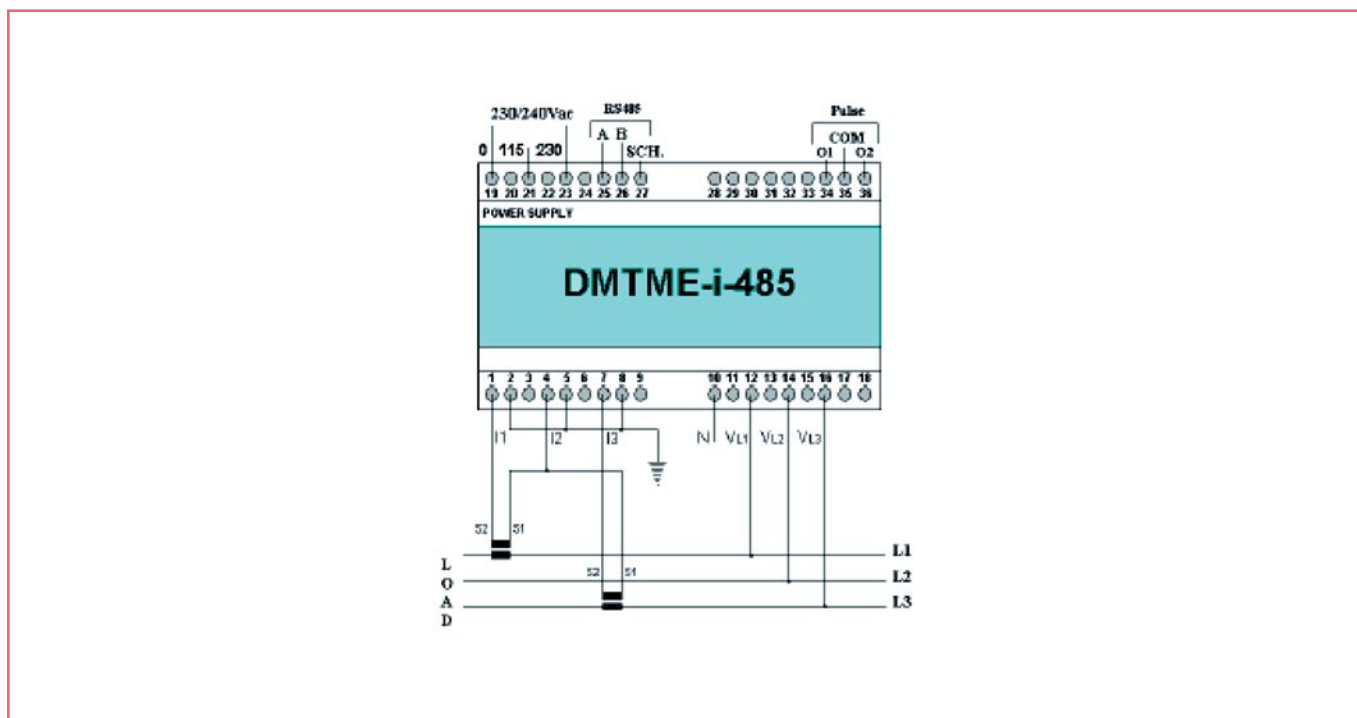 230/240Vac RS485 Pulse
A B COM
0 115 230 SCH. O1 O2
19 20 21 22 23 24 25 26 27 28 29 30 31 32 33 34 35 36
POWER SUPPLY
DMTME-i-485
1 2 3 4 5 6 7 8 9 10 11 12 13 14 15 16 17 18
I1 I2 I3 N VL1 VL2 VL3
S2 S1
L1
S2 S1
L2
L3
L
O
A
D